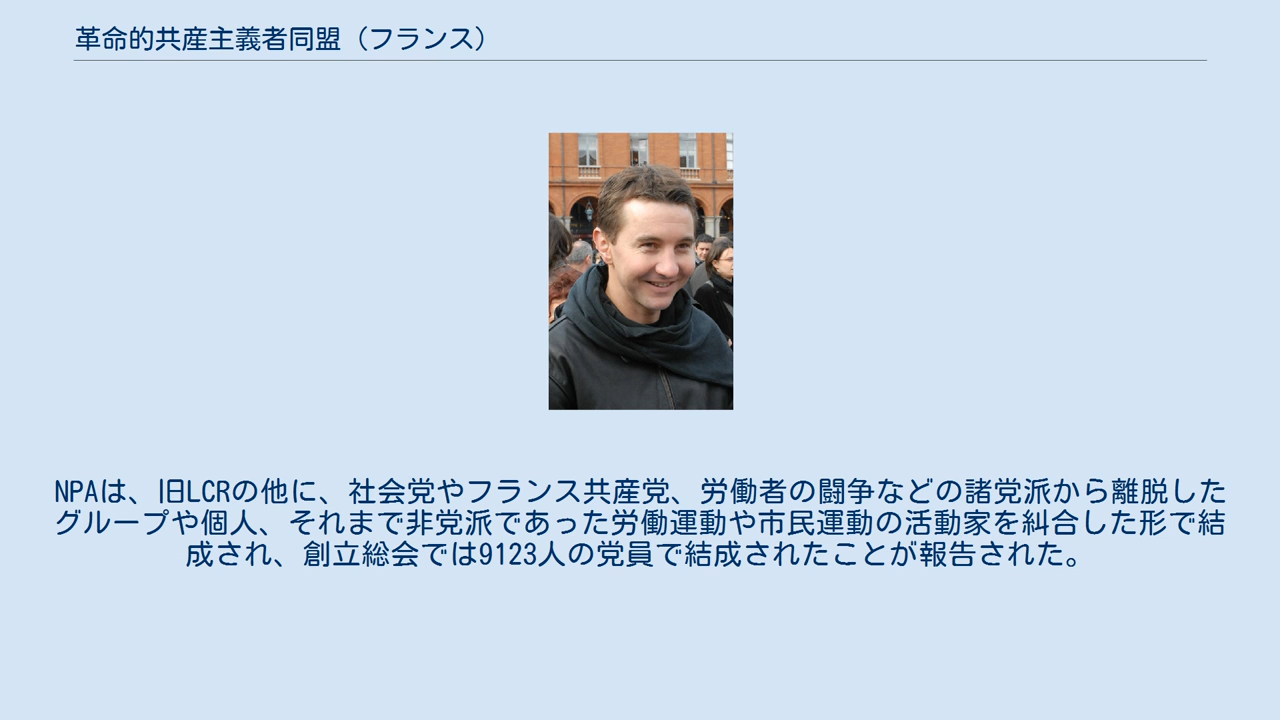 革命的共産主義者同盟（フランス）
NPAは、旧LCRの他に、社会党やフランス共産党、労働者の闘争などの諸党派から離脱した
グループや個人、それまで非党派であった労働運動や市民運動の活動家を糾合した形で結
成され、創立総会では9123人の党員で結成されたことが報告された。